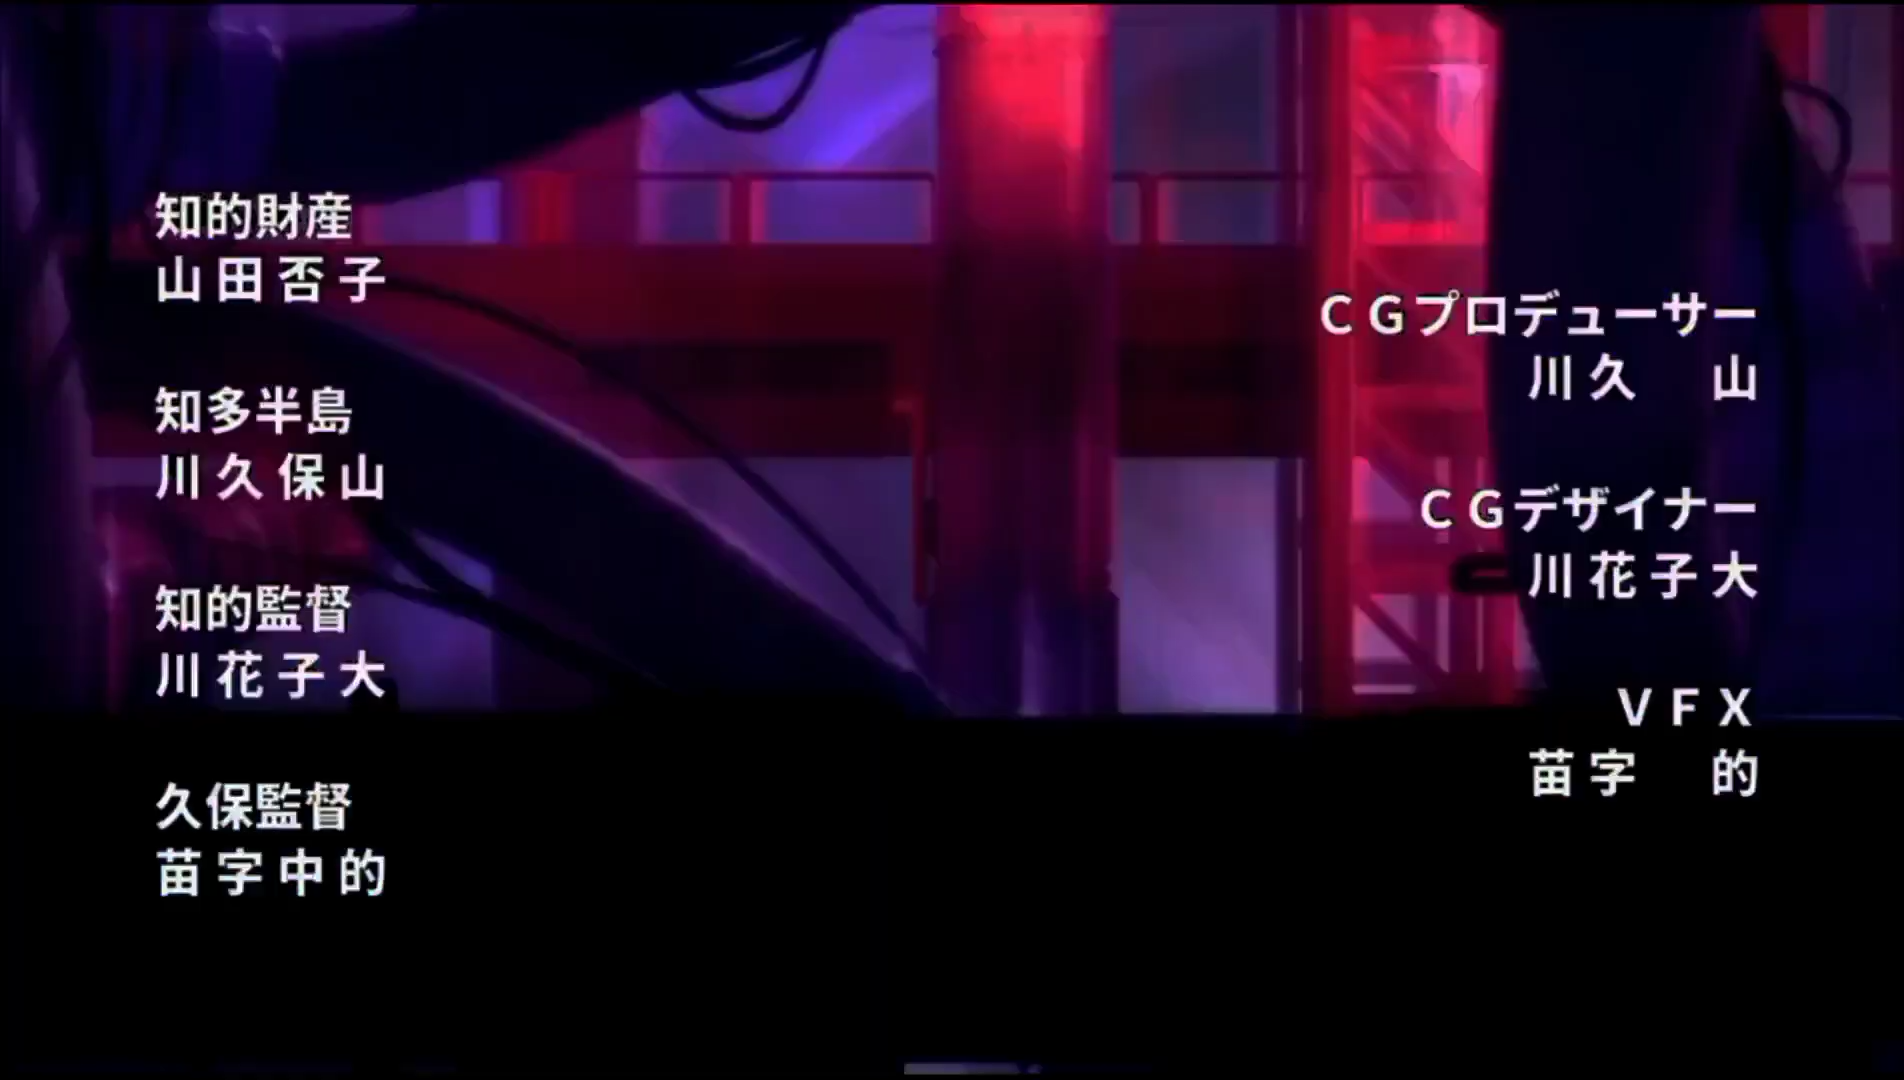 知的財産
山田否子
知多半島
川久保山
知的監督
川花子大
久保監督
苗字中的
ＣＧプロデューサー
川久　山
ＣＧデザイナー
川花子大
ＶＦＸ
苗字　的